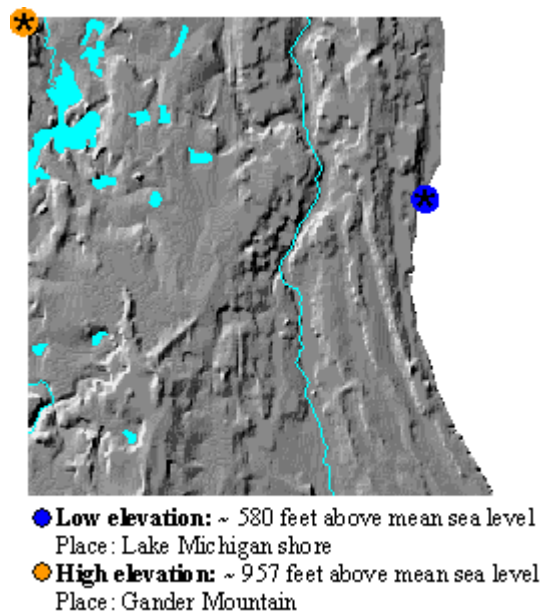 Low elevation: ~ 580 feet above mean sea level
Place: Lake Michigan shore
High elevation: ~ 957 feet above mean sea level
Place: Gander Mountain